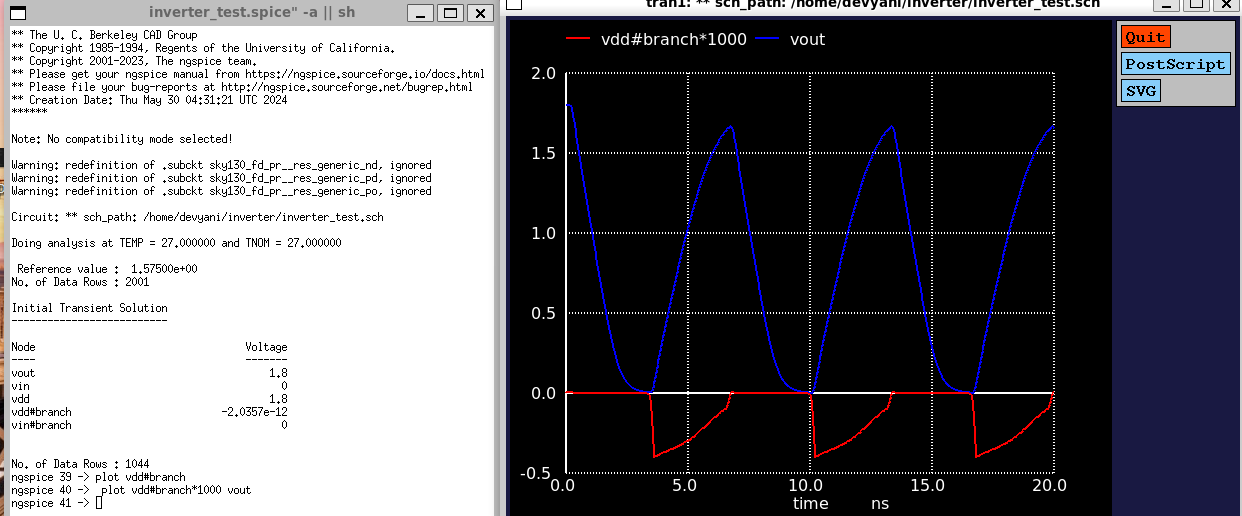 inverter_test.spice" -a || sh
** The U. C. Berkeley CAD Group
** Copyright 1985-1994, Regents of the University of California.
** Copyright 2001-2023, The ngspice team.
** Please get your ngspice manual from https://ngspice.sourceforge.io/docs.html
** Please file your bug-reports at http://ngspice.sourceforge.net/bugrep.html
** Creation Date: Thu May 30 04:31:21 UTC 2024
******
Note: No compatibility mode selected!
Warning: redefinition of .subckt sky130_fd_pr__res_generic_nd, ignored
Warning: redefinition of .subckt sky130_fd_pr__res_generic_pd, ignored
Warning: redefinition of .subckt sky130_fd_pr__res_generic_po, ignored
Circuit: ** sch_path: /home/devyani/inverter/inverter_test.sch
Doing analysis at TEMP = 27.000000 and TNOM = 27.000000
Reference value : 1.57500e+00
No. of Data Rows : 2001
Initial Transient Solution
--------------------------
Node Voltage
---- -------
vout 1.8
vin 0
vdd 1.8
vdd#branch -2.0357e-12
vin#branch 0
No. of Data Rows : 1044
ngspice 39 -> plot vdd#branch
ngspice 40 -> plot vdd#branch*1000 vout
ngspice 41 ->
tran1: ** sch_path: /home/devyani/inverter/inverter_test.sch
vdd#branch*1000 vout
2.0
1.5
1.0
0.5
0.0
-0.5
0.0 5.0 10.0 15.0 20.0
time ns
Quit
PostScript
SVG